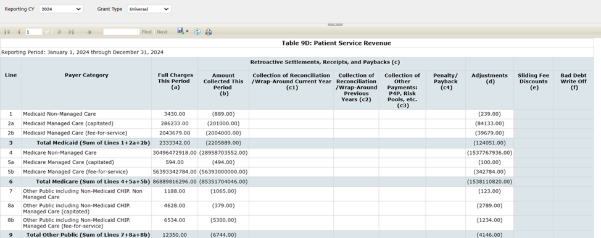 Reporting CY 2024 Grant Type Universal
1 Find Next
Table 9D: Patient Service Revenue
Reporting Period: January 1, 2024 through December 31, 2024
Retroactive Settlements, Receipts, and Paybacks (c)
Line Payer Category Full Charges This Period (a) Amount Collected This Period (b) Collection of Reconciliation /Wrap-Around Current Year (c1) Collection of Reconciliation /Wrap-Around Previous Years (c2) Collection of Other Payments: P4P, Risk Pools, etc. (c3) Penalty/ Payback (c4) Adjustments (d) Sliding Fee Discounts (e) Bad Debt Write Off (f)
1 Medicaid Non-Managed Care 3430.00 (889.00) (239.00)
2a Medicaid Managed Care (capitated) 286233.00 (201000.00) (84133.00)
2b Medicaid Managed Care (fee-for-service) 2043679.00 (2004000.00) (39679.00)
3 Total Medicaid (Sum of Lines 1+2a+2b) 2333342.00 (2205889.00) (124051.00)
4 Medicare Non-Managed Care 30496472918.00 (28958703552.00) (1537767936.00)
5a Medicare Managed Care (capitated) 594.00 (494.00) (100.00)
5b Medicare Managed Care (fee-for-service) 56393342784.00 (56393000000.00) (342784.00)
6 Total Medicare (Sum of Lines 4+5a+5b) 86889816296.00 (85351704046.00) (1538110820.00)
7 Other Public including Non-Medicaid CHIP. Non Managed Care 1188.00 (1065.00) (123.00)
8a Other Public including Non-Medicaid CHIP. Managed Care (capitated) 4628.00 (379.00) (2789.00)
8b Other Public including Non-Medicaid CHIP. Managed Care (fee-for-service) 6534.00 (5300.00) (1234.00)
9 Total Other Public (Sum of Lines 7+8a+8b) 12350.00 (6744.00) (4146.00)